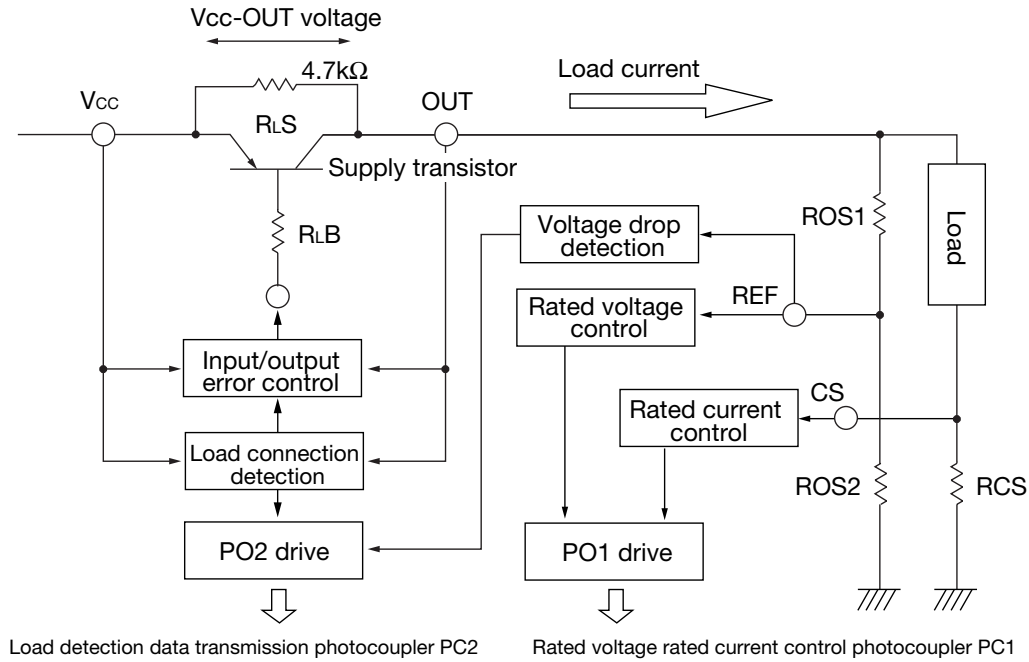 Vcc-OUT voltage
4.7kΩ
Load current
VCC
OUT
RLS
Supply transistor
RLB
Voltage drop
detection
ROS1
Load
REF
Rated voltage
control
Input/output
error control
CS
Rated current
control
Load connection
detection
ROS2
RCS
PO2 drive
PO1 drive
Load detection data transmission photocoupler PC2
Rated voltage rated current control photocoupler PC1